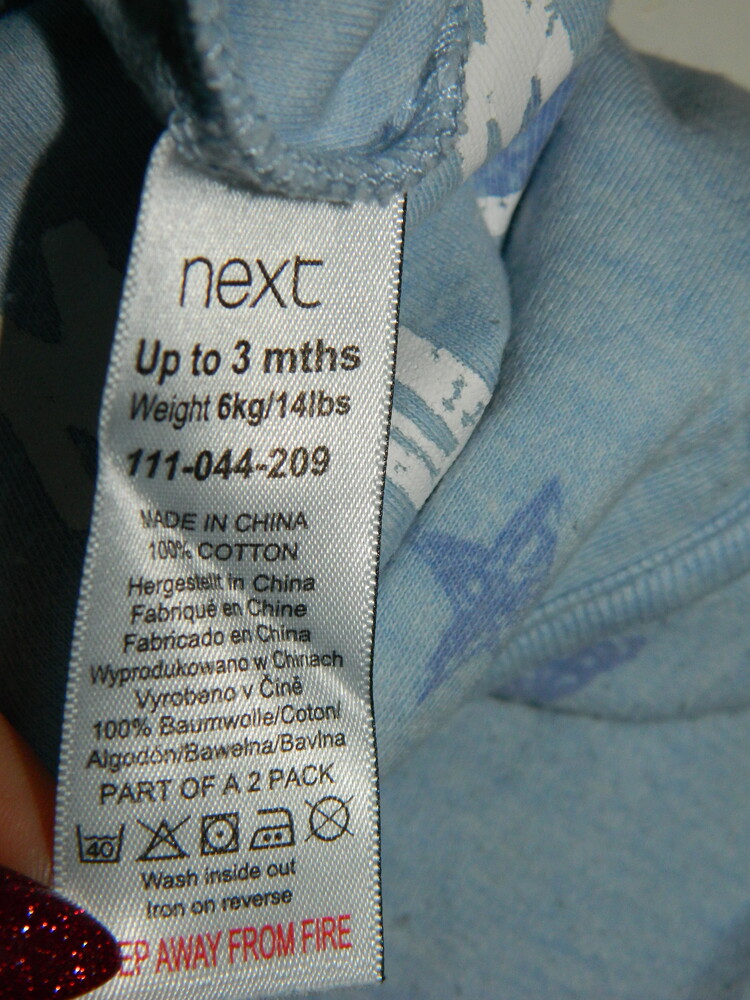 next
Up to 3 mths
Weight 6kg/14lbs
111-044-209
MADE IN CHINA
100% COTTON
Hergestellt in China
Fabriqué en Chine
Fabricado en China
Wyprodukowano w Chinach
Vyrobeno v Číně
100% Baumwolle/Coton/
Algodón/Bawełna/Bavlna
PART OF A 2 PACK
40
Wash inside out
Iron on reverse
EP AWAY FROM FIRE